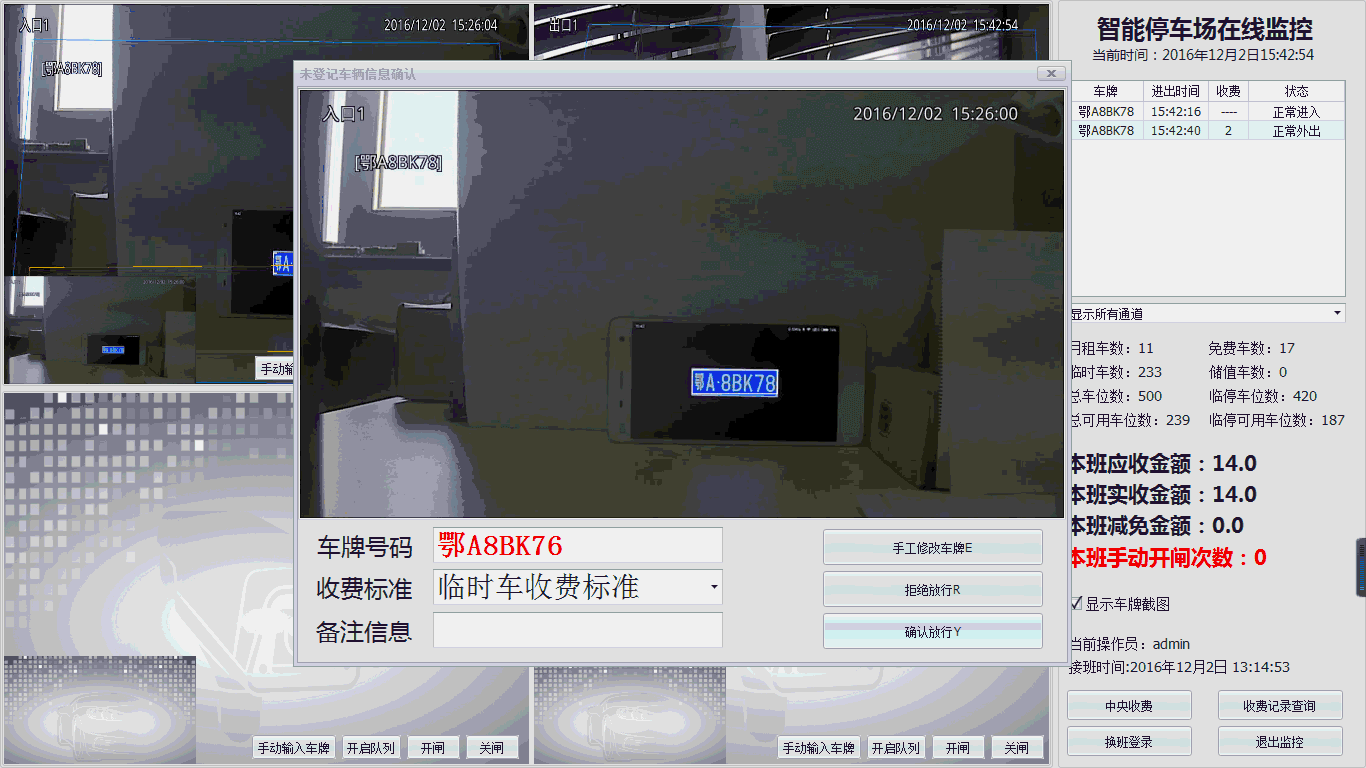 入口1
2016/12/02 15:26:04
[鄂A8BK78]
手动输
出口1
2016/12/02 15:42:54
未登记车辆信息确认
入口1
2016/12/02 15:26:00
[鄂A8BK78]
鄂A·8BK78
车牌号码
鄂A8BK76
手工修改车牌E
收费标准
临时车收费标准
拒绝放行R
备注信息
确认放行Y
手动输入车牌 开启队列 开闸 关闸
手动输入车牌 开启队列 开闸 关闸
智能停车场在线监控
当前时间：2016年12月2日15:42:54
车牌 进出时间 收费 状态
鄂A8BK78 15:42:16 ---- 正常进入
鄂A8BK78 15:42:40 2 正常外出
显示所有通道
月租车数：11 免费车数：17
临时车数：233 储值车数：0
总车位数：500 临停车位数：420
总可用车位数：239 临停可用车位数：187
本班应收金额：14.0
本班实收金额：14.0
本班减免金额：0.0
本班手动开闸次数：0
显示车牌截图
当前操作员：admin
接班时间:2016年12月2日 13:14:53
中央收费 收费记录查询
换班登录 退出监控